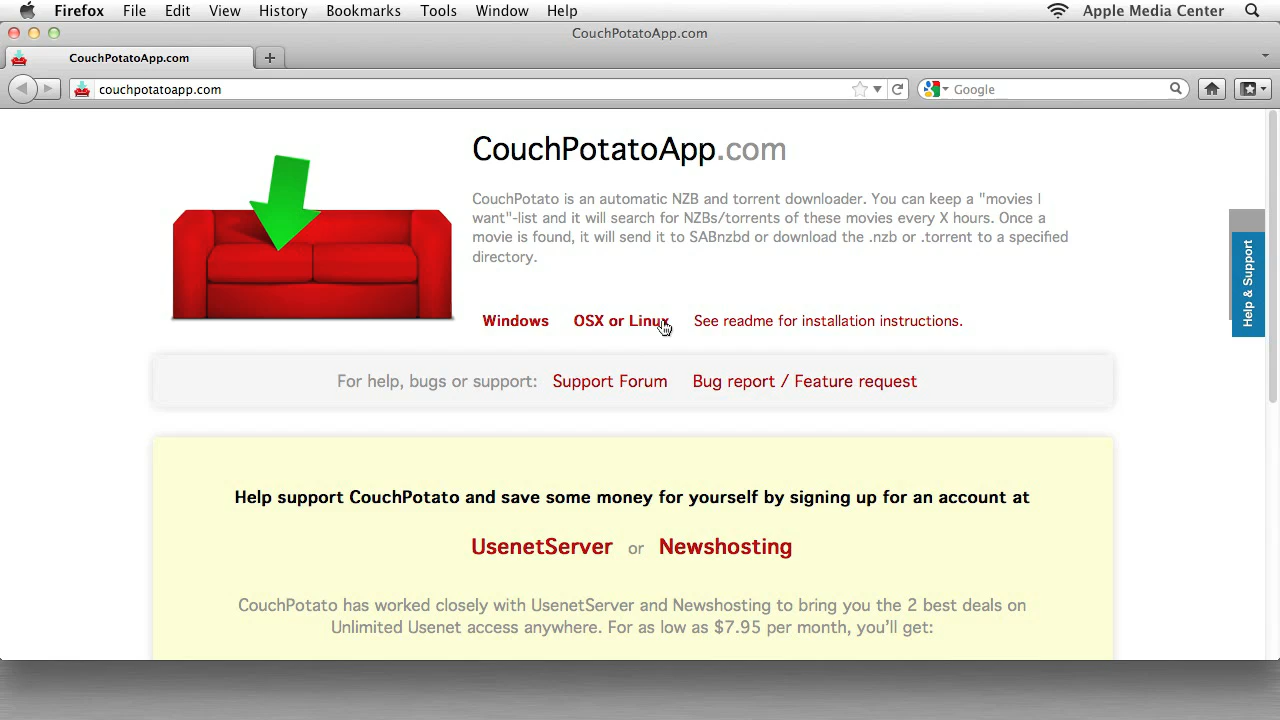 Firefox File Edit View History Bookmarks Tools Window Help Apple Media Center
CouchPotatoApp.com
CouchPotatoApp.com
couchpotatoapp.com Google
CouchPotatoApp.com
CouchPotato is an automatic NZB and torrent downloader. You can keep a "movies I
want"-list and it will search for NZBs/torrents of these movies every X hours. Once a
movie is found, it will send it to SABnzbd or download the .nzb or .torrent to a specified
directory.
Help & Support
Windows OSX or Linux See readme for installation instructions.
For help, bugs or support: Support Forum Bug report / Feature request
Help support CouchPotato and save some money for yourself by signing up for an account at
UsenetServer or Newshosting
CouchPotato has worked closely with UsenetServer and Newshosting to bring you the 2 best deals on
Unlimited Usenet access anywhere. For as low as $7.95 per month, you’ll get: